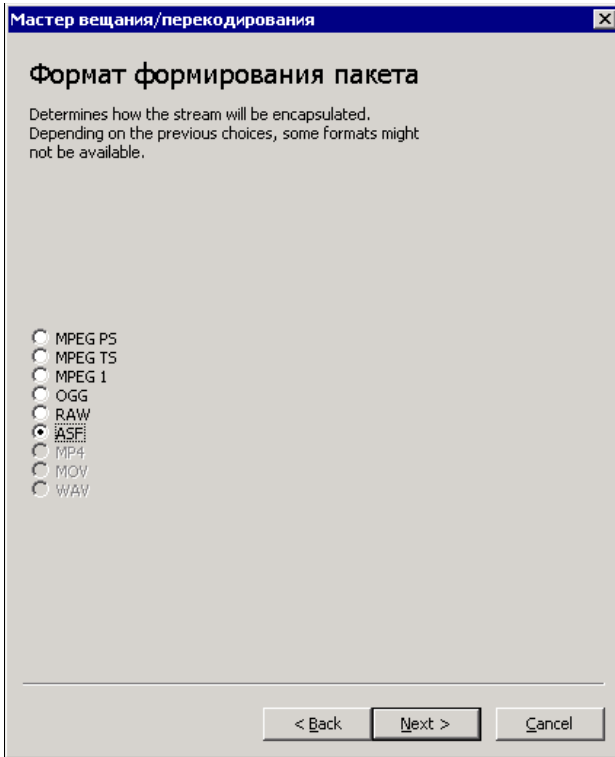 Мастер вещания/перекодирования
Формат формирования пакета
Determines how the stream will be encapsulated.
Depending on the previous choices, some formats might
not be available.
MPEG PS
MPEG TS
MPEG 1
OGG
RAW
ASF
MP4
MOV
WAV
< Back Next > Cancel